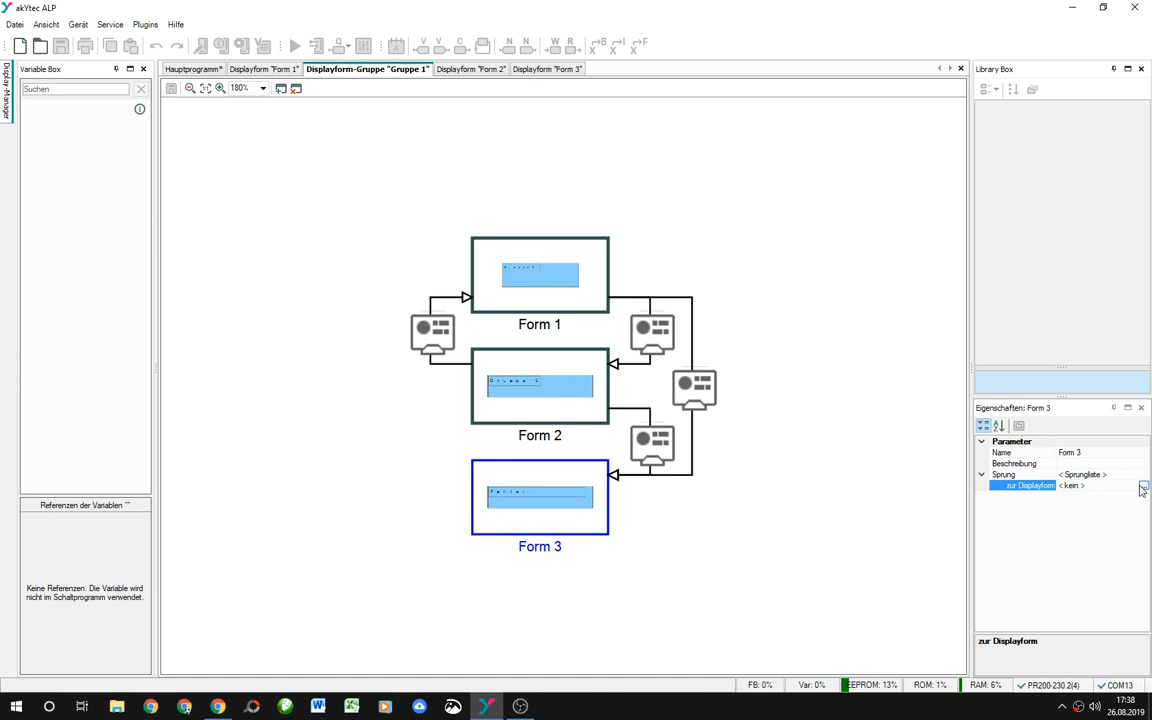 akYtec ALP
Datei Ansicht Gerät Service Plugins Hilfe
Display-Manager
Variable Box
Suchen
Hauptprogramm* Displayform "Form 1" Displayform-Gruppe "Gruppe 1" Displayform "Form 2" Displayform "Form 3"
180%
Library Box
Form 1
Gruppe 2
Form 2
Form 3
Eigenschaften: Form 3
Parameter
Name Form 3
Beschreibung
Sprung < Sprungliste >
zur Displayform < kein >
zur Displayform
Referenzen der Variablen ""
Keine Referenzen. Die Variable wird
nicht im Schaltprogramm verwendet.
FB: 0% Var: 0% EEPROM: 13% ROM: 1% RAM: 6% PR200-230.2(4) COM13
17:38
26.08.2019